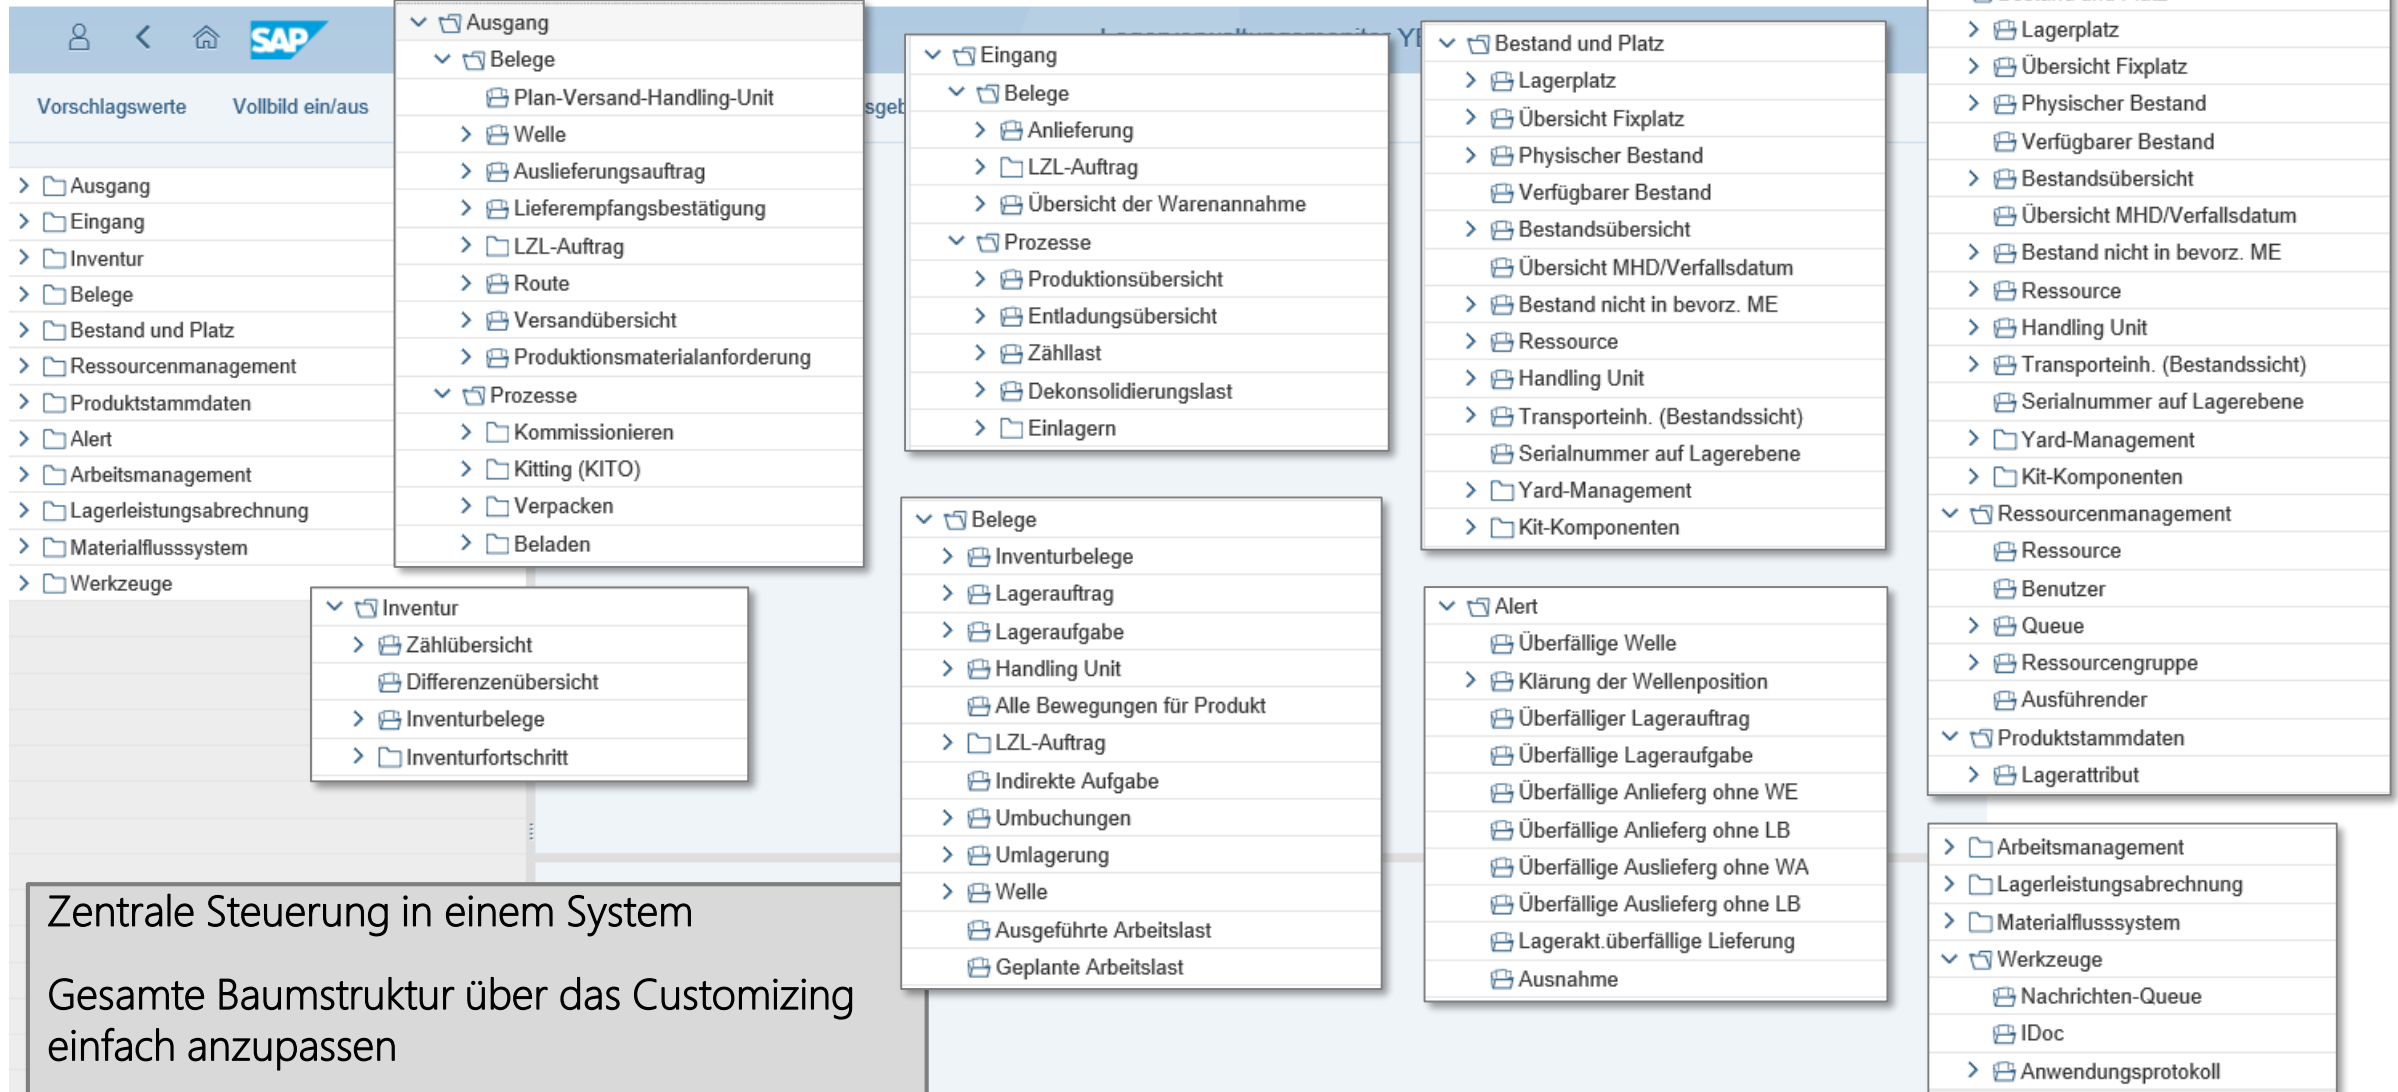 SAP
Vorschlagswerte
Vollbild ein/aus
Ausgang
Eingang
Inventur
Belege
Bestand und Platz
Ressourcenmanagement
Produktstammdaten
Alert
Arbeitsmanagement
Lagerleistungsabrechnung
Materialflusssystem
Werkzeuge
Ausgang
Belege
Plan-Versand-Handling-Unit
Welle
Auslieferungsauftrag
Lieferempfangsbestätigung
LZL-Auftrag
Route
Versandübersicht
Produktionsmaterialanforderung
Prozesse
Kommissionieren
Kitting (KITO)
Verpacken
Beladen
Inventur
Zählübersicht
Differenzenübersicht
Inventurbelege
Inventurfortschritt
Eingang
Belege
Anlieferung
LZL-Auftrag
Übersicht der Warenannahme
Prozesse
Produktionsübersicht
Entladungsübersicht
Zähllast
Dekonsolidierungslast
Einlagern
Belege
Inventurbelege
Lagerauftrag
Lageraufgabe
Handling Unit
Alle Bewegungen für Produkt
LZL-Auftrag
Indirekte Aufgabe
Umbuchungen
Umlagerung
Welle
Ausgeführte Arbeitslast
Geplante Arbeitslast
Bestand und Platz
Lagerplatz
Übersicht Fixplatz
Physischer Bestand
Verfügbarer Bestand
Bestandsübersicht
Übersicht MHD/Verfallsdatum
Bestand nicht in bevorz. ME
Ressource
Handling Unit
Transporteinh. (Bestandssicht)
Serialnummer auf Lagerebene
Yard-Management
Kit-Komponenten
Alert
Überfällige Welle
Klärung der Wellenposition
Überfälliger Lagerauftrag
Überfällige Lageraufgabe
Überfällige Anlieferg ohne WE
Überfällige Anlieferg ohne LB
Überfällige Auslieferg ohne WA
Überfällige Auslieferg ohne LB
Lagerakt.überfällige Lieferung
Ausnahme
Lagerplatz
Übersicht Fixplatz
Physischer Bestand
Verfügbarer Bestand
Bestandsübersicht
Übersicht MHD/Verfallsdatum
Bestand nicht in bevorz. ME
Ressource
Handling Unit
Transporteinh. (Bestandssicht)
Serialnummer auf Lagerebene
Yard-Management
Kit-Komponenten
Ressourcenmanagement
Ressource
Benutzer
Queue
Ressourcengruppe
Ausführender
Produktstammdaten
Lagerattribut
Arbeitsmanagement
Lagerleistungsabrechnung
Materialflusssystem
Werkzeuge
Nachrichten-Queue
IDoc
Anwendungsprotokoll
Zentrale Steuerung in einem System
Gesamte Baumstruktur über das Customizing
einfach anzupassen